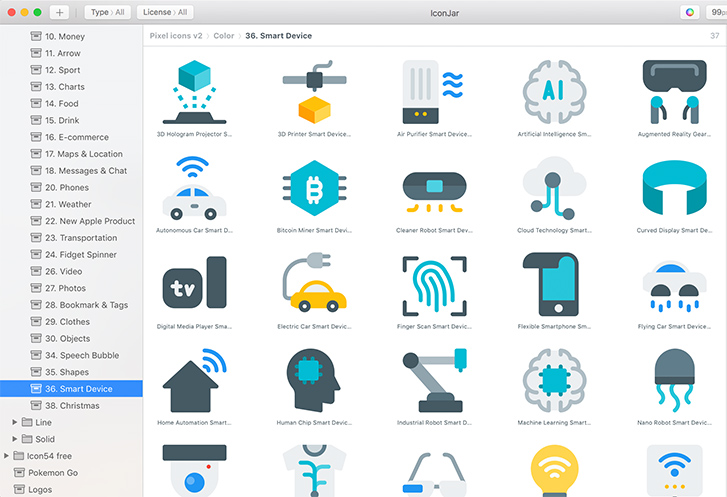 Type > All
License > All
IconJar
99
Pixel icons v2 > Color > 36. Smart Device
37
10. Money
11. Arrow
12. Sport
13. Charts
14. Food
15. Drink
16. E-commerce
17. Maps & Location
18. Messages & Chat
20. Phones
21. Weather
22. New Apple Product
23. Transportation
24. Fidget Spinner
26. Video
27. Photos
28. Bookmark & Tags
29. Clothes
30. Objects
34. Speech Bubble
35. Shapes
36. Smart Device
38. Christmas
Line
Solid
Icon54 free
Pokemon Go
Logos
AI
3D Hologram Projector S...
3D Printer Smart Device...
Air Purifier Smart Device...
Artificial Intelligence Sm...
Augmented Reality Gear...
Autonomous Car Smart D...
Bitcoin Miner Smart Devi...
Cleaner Robot Smart Dev...
Cloud Technology Smart...
Curved Display Smart De...
tv
Digital Media Player Sma...
Electric Car Smart Devic...
Finger Scan Smart Devic...
Flexible Smartphone Sm...
Flying Car Smart Device...
Home Automation Smart...
Human Chip Smart Devic...
Industrial Robot Smart D...
Machine Learning Smart...
Nano Robot Smart Devic...